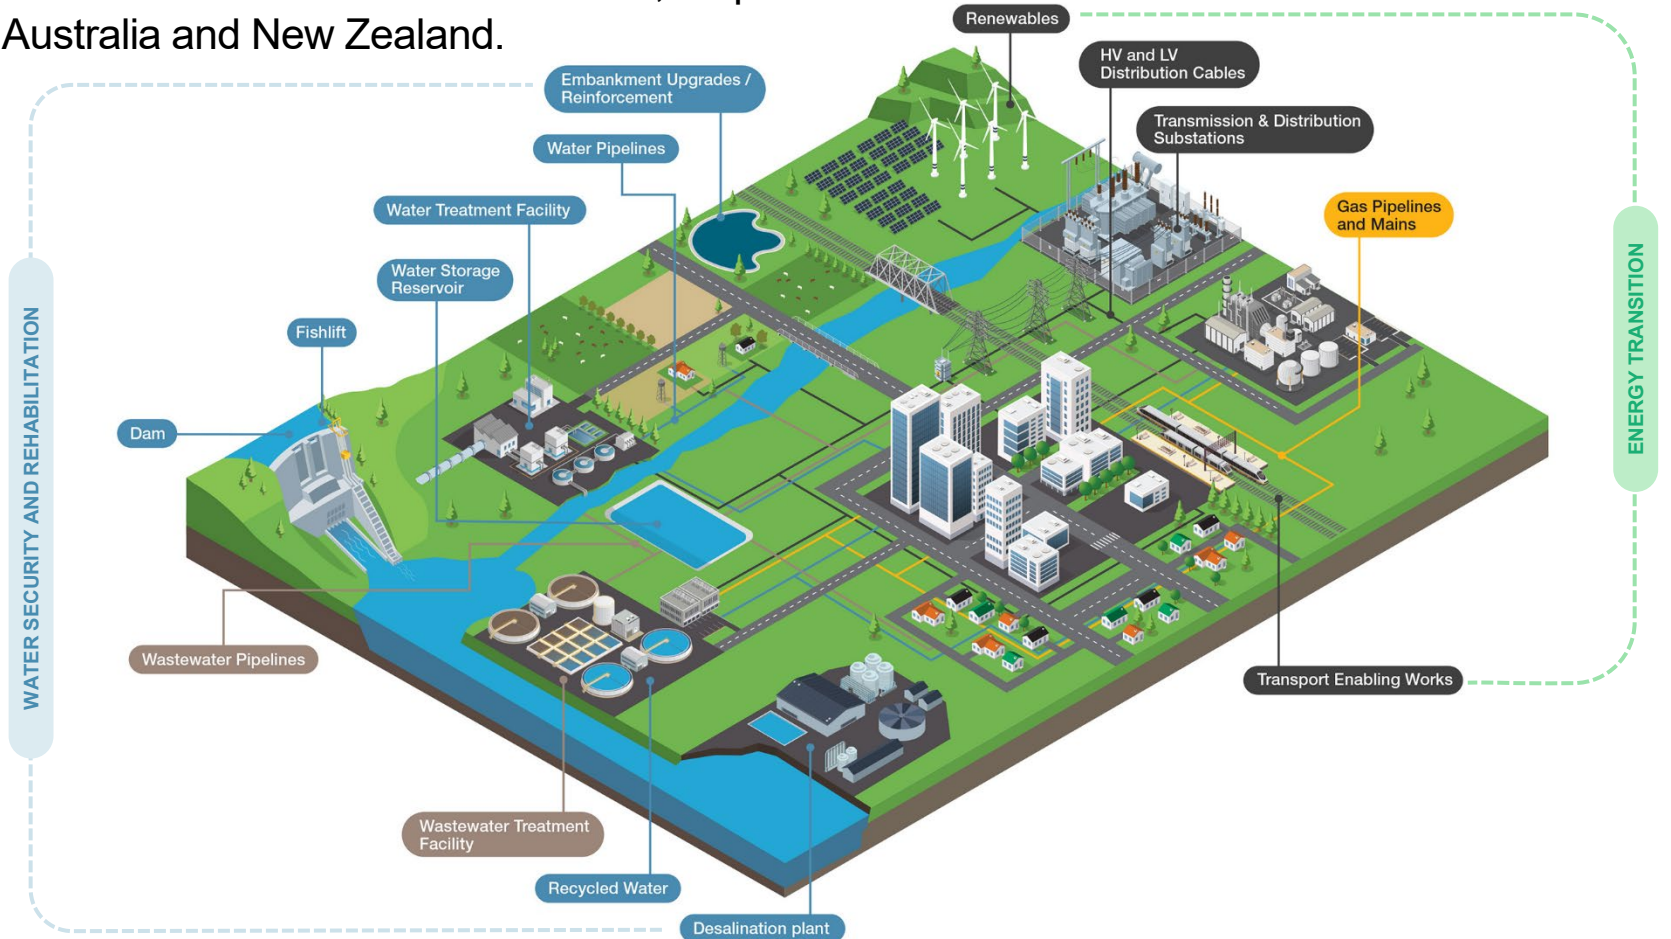 Australia and New Zealand.
Renewables
HV and LV
Distribution Cables
Embankment Upgrades /
Reinforcement
Transmission & Distribution
Substations
Water Pipelines
Water Treatment Facility
Gas Pipelines
and Mains
Water Storage
Reservoir
Fishlift
Dam
WATER SECURITY AND REHABILITATION
ENERGY TRANSITION
Wastewater Pipelines
Transport Enabling Works
Wastewater Treatment
Facility
Recycled Water
Desalination plant